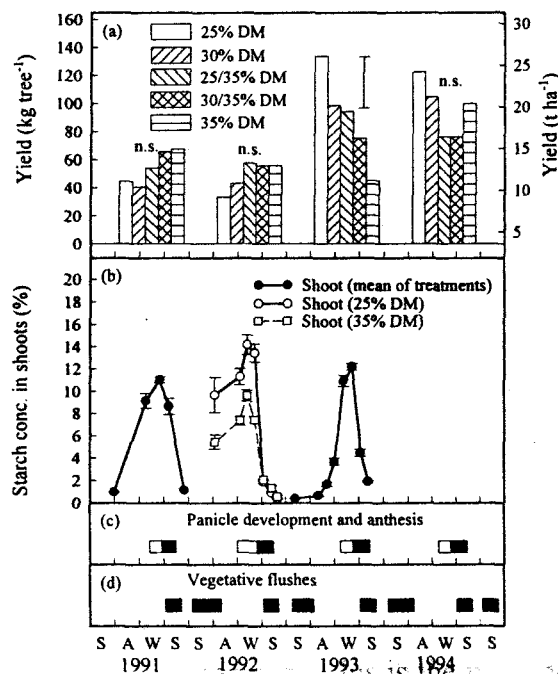 (a)
25% DM
30% DM
25/35% DM
30/35% DM
35% DM
n.s.
n.s.
n.s.
Yield (kg tree⁻¹)
160
140
120
100
80
60
40
20
0
Yield (t ha⁻¹)
30
25
20
15
10
5
(b)
Shoot (mean of treatments)
Shoot (25% DM)
Shoot (35% DM)
Starch conc. in shoots (%)
20
18
16
14
12
10
8
6
4
2
0
(c) Panicle development and anthesis
(d) Vegetative flushes
S A W S S A W S S A W S S A W S S
1991 1992 1993 1994
is the